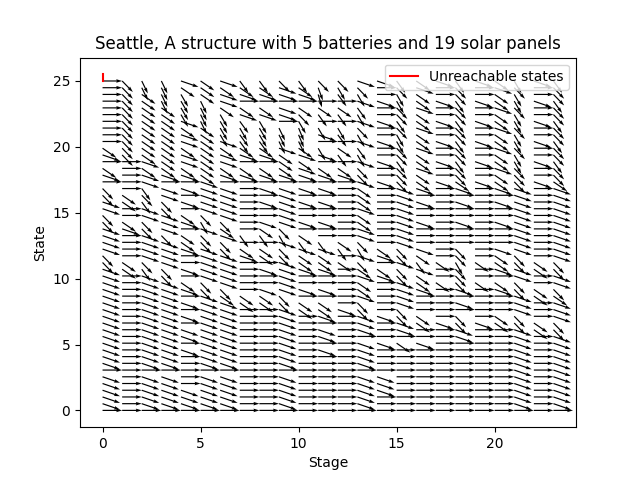 Seattle, A structure with 5 batteries and 19 solar panels
Unreachable states
25
20
15
10
5
0
State
0 5 10 15 20
Stage